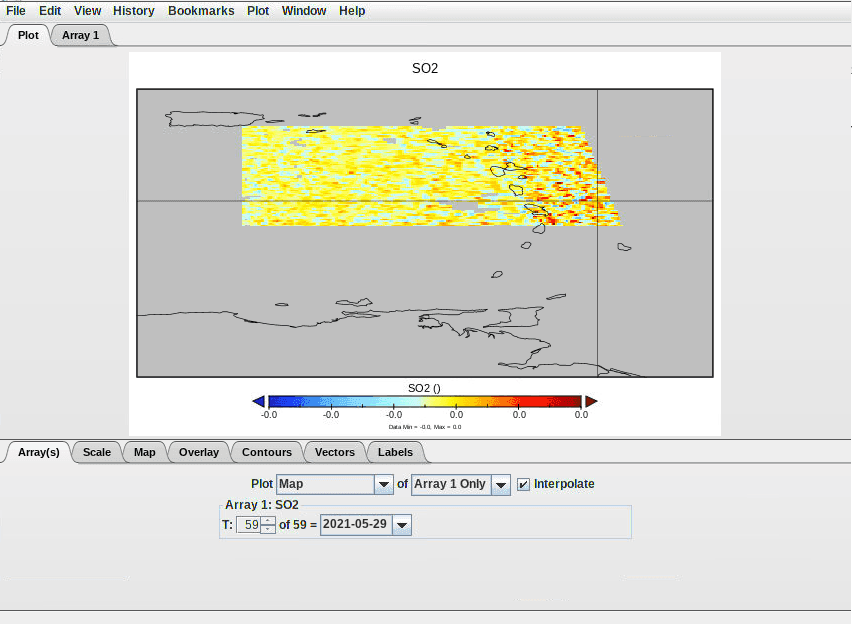 File Edit View History Bookmarks Plot Window Help
Plot Array 1
SO2
SO2 ()
-0.0 -0.0 -0.0 0.0 0.0 0.0
Data Min = -0.0, Max = 0.0
Array(s) Scale Map Overlay Contours Vectors Labels
Plot Map of Array 1 Only Interpolate
Array 1: SO2
T: 59 of 59 = 2021-05-29